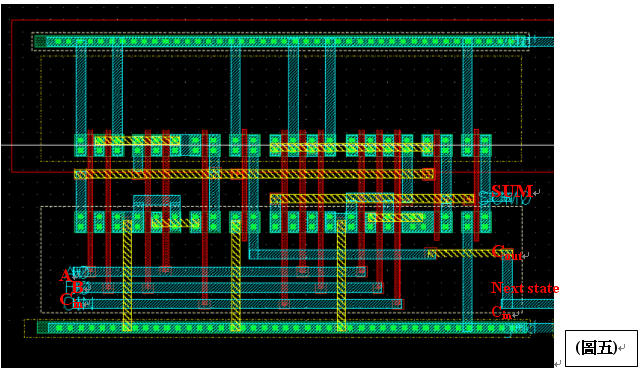 SUM
Cout
A
B
Cin
Next state
Cin
(圖五)